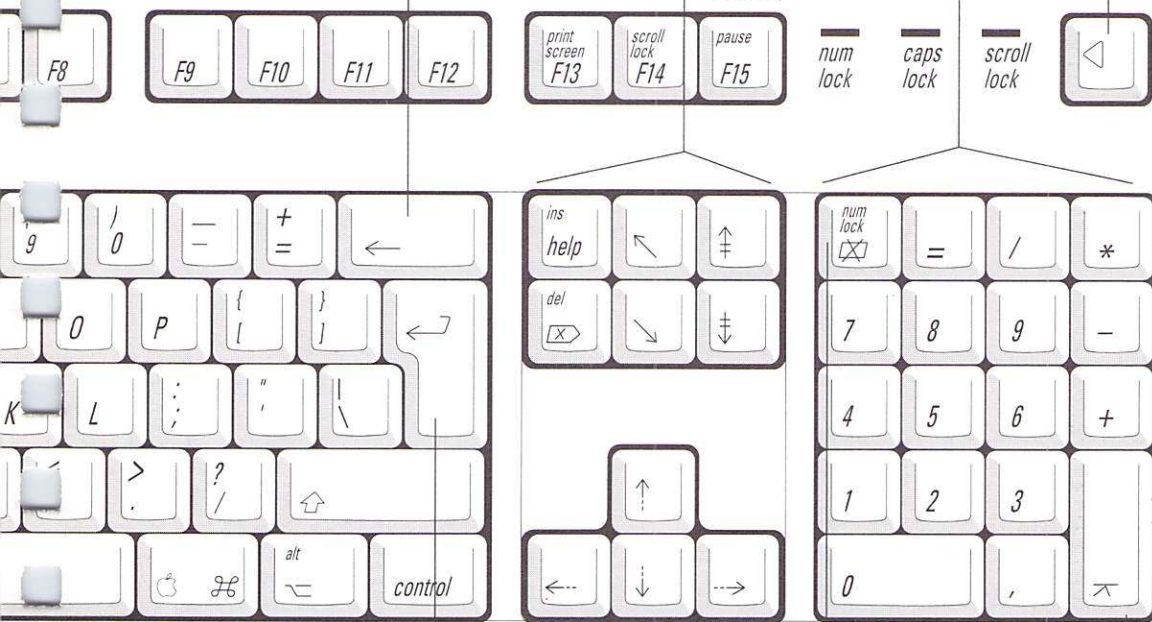 print screen scroll lock pause
F8 F9 F10 F11 F12 F13 F14 F15
num lock caps lock scroll lock
9 ) 0 — - + =
ins help
num lock = / *
O P { [ } ]
del
7 8 9 -
K L : ; " ' | \
4 5 6 +
> . ? /
1 2 3
alt control
0 ,